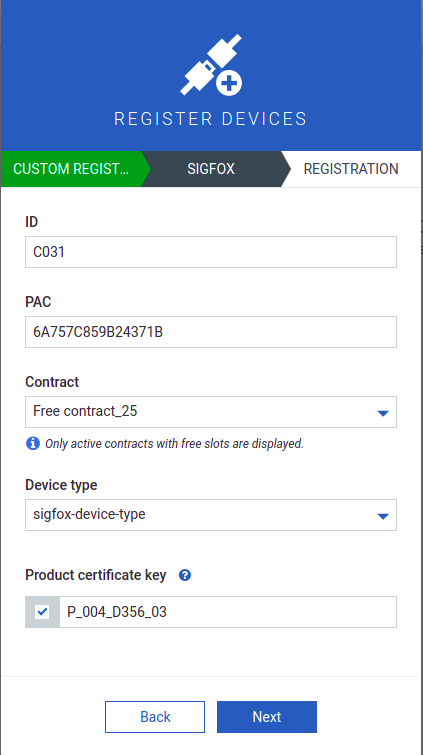 REGISTER DEVICES
CUSTOM REGIST...
SIGFOX
REGISTRATION
ID
C031
PAC
6A757C859B24371B
Contract
Free contract_25
Only active contracts with free slots are displayed.
Device type
sigfox-device-type
Product certificate key
P_004_D356_03
Back
Next